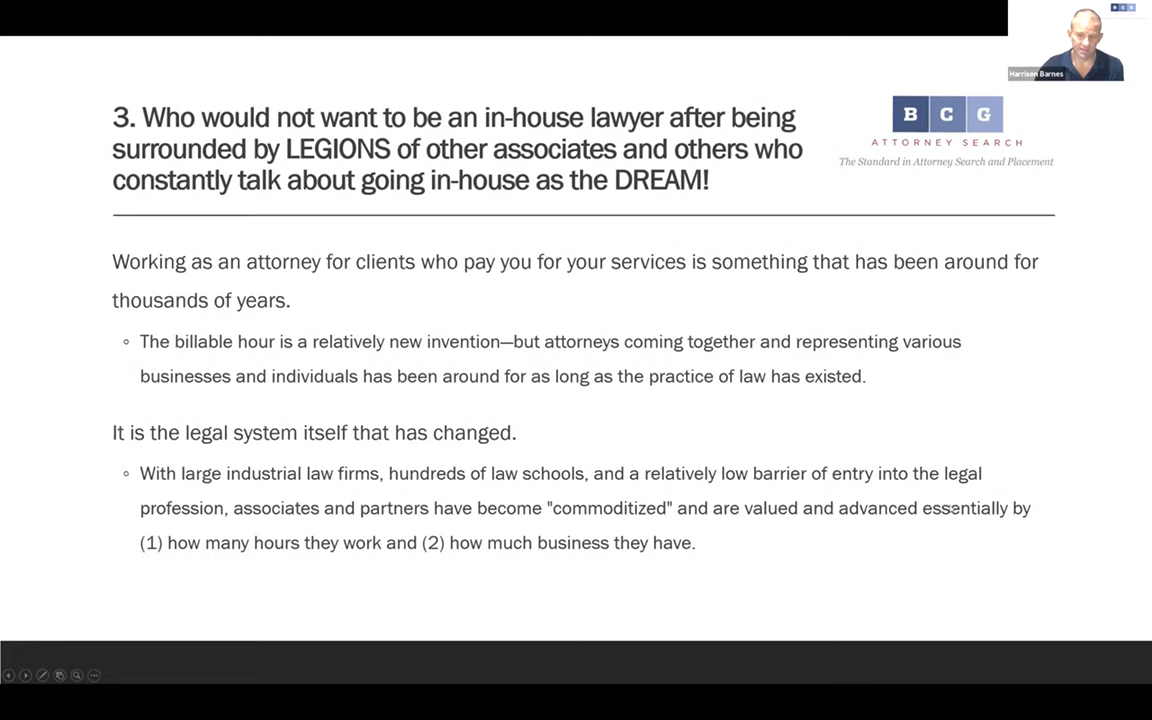 B C G
Harrison Barnes
3. Who would not want to be an in-house lawyer after being
surrounded by LEGIONS of other associates and others who
constantly talk about going in-house as the DREAM!
B C G
ATTORNEY SEARCH
The Standard in Attorney Search and Placement
Working as an attorney for clients who pay you for your services is something that has been around for
thousands of years.
◦ The billable hour is a relatively new invention—but attorneys coming together and representing various
businesses and individuals has been around for as long as the practice of law has existed.
It is the legal system itself that has changed.
◦ With large industrial law firms, hundreds of law schools, and a relatively low barrier of entry into the legal
profession, associates and partners have become "commoditized" and are valued and advanced essentially by
(1) how many hours they work and (2) how much business they have.